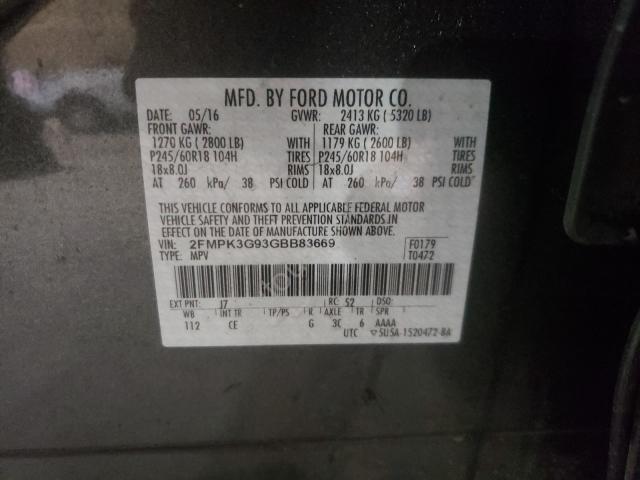 MFD. BY FORD MOTOR CO.
DATE: 05/16 GVWR: 2413 KG ( 5320 LB)
FRONT GAWR: REAR GAWR:
1270 KG ( 2800 LB) WITH 1179 KG ( 2600 LB) WITH
P245/60R18 104H TIRES P245/60R18 104H TIRES
18x8.0J RIMS 18x8.0J RIMS
AT 260 kPa/ 38 PSI COLD AT 260 kPa/ 38 PSI COLD
THIS VEHICLE CONFORMS TO ALL APPLICABLE FEDERAL MOTOR
VEHICLE SAFETY AND THEFT PREVENTION STANDARDS IN
EFFECT ON THE DATE OF MANUFACTURE SHOWN ABOVE.
VIN: 2FMPK3G93GBB83669 F0179
TYPE: MPV T0472
EXT PNT: J7 RC: 52 DSO:
WB INT TR TP/PS R AXLE TR SPR
112 CE G 3C 6 AAAA
UTC 5U5A-1520472-BA